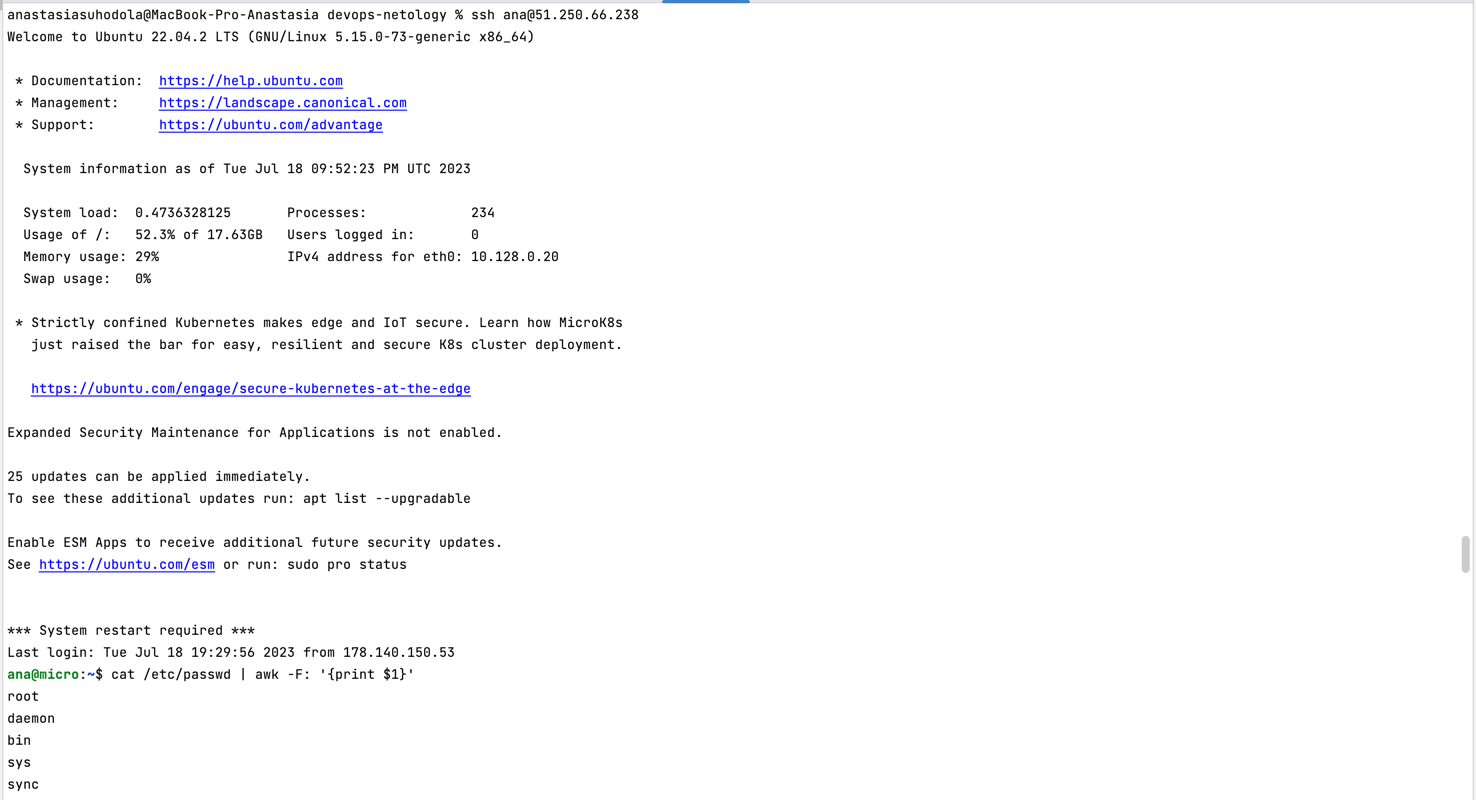 anastasiasuhodola@MacBook-Pro-Anastasia devops-netology % ssh ana@51.250.66.238
Welcome to Ubuntu 22.04.2 LTS (GNU/Linux 5.15.0-73-generic x86_64)

 * Documentation:  https://help.ubuntu.com
 * Management:     https://landscape.canonical.com
 * Support:        https://ubuntu.com/advantage

  System information as of Tue Jul 18 09:52:23 PM UTC 2023

  System load:  0.4736328125       Processes:             234
  Usage of /:   52.3% of 17.63GB   Users logged in:       0
  Memory usage: 29%                IPv4 address for eth0: 10.128.0.20
  Swap usage:   0%

 * Strictly confined Kubernetes makes edge and IoT secure. Learn how MicroK8s
   just raised the bar for easy, resilient and secure K8s cluster deployment.

   https://ubuntu.com/engage/secure-kubernetes-at-the-edge

Expanded Security Maintenance for Applications is not enabled.

25 updates can be applied immediately.
To see these additional updates run: apt list --upgradable

Enable ESM Apps to receive additional future security updates.
See https://ubuntu.com/esm or run: sudo pro status


*** System restart required ***
Last login: Tue Jul 18 19:29:56 2023 from 178.140.150.53
ana@micro:~$ cat /etc/passwd | awk -F: '{print $1}'
root
daemon
bin
sys
sync